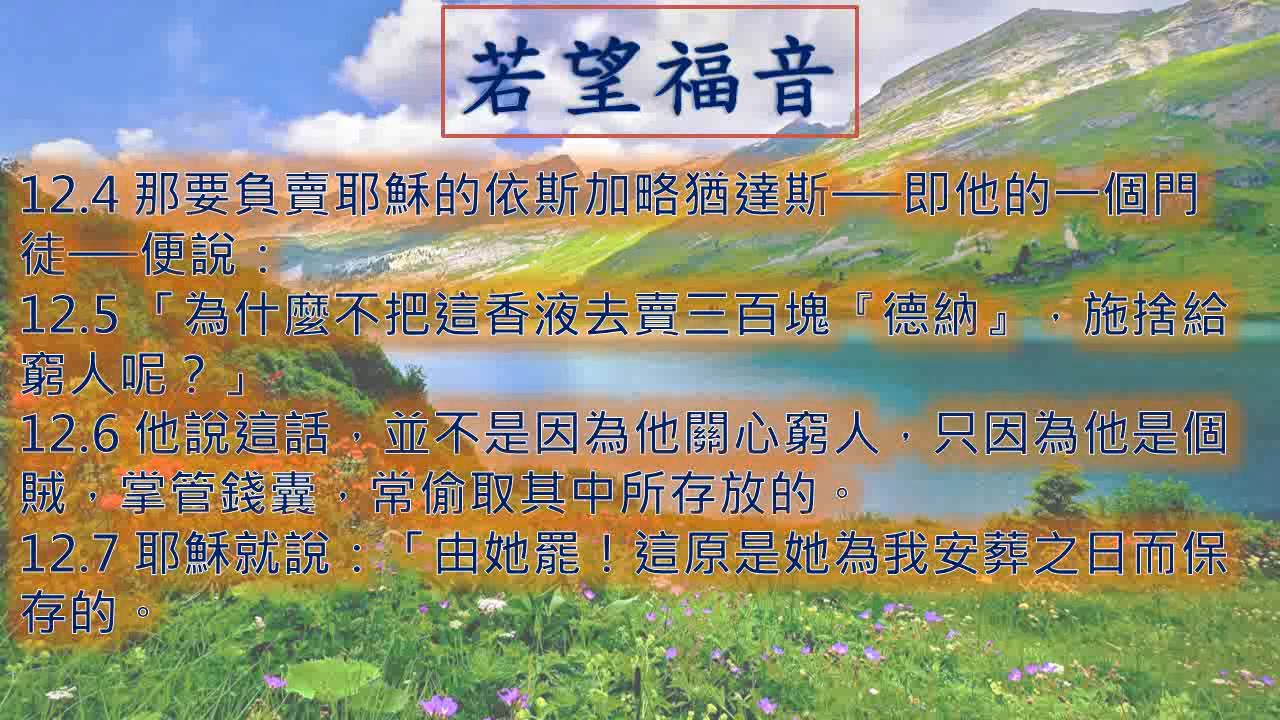 若望福音
12.4 那要負賣耶穌的依斯加略猶達斯──即他的一個門
徒──便說：
12.5 「為什麼不把這香液去賣三百塊『德納』，施捨給
窮人呢？」
12.6 他說這話，並不是因為他關心窮人，只因為他是個
賊，掌管錢囊，常偷取其中所存放的。
12.7 耶穌就說：「由她罷！這原是她為我安葬之日而保
存的。